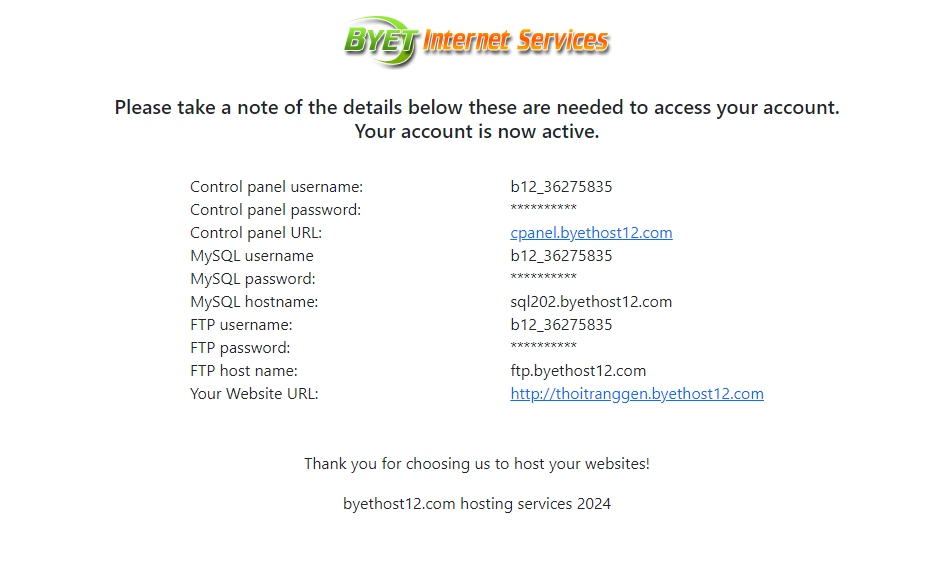 BYET Internet Services
Please take a note of the details below these are needed to access your account.
Your account is now active.
Control panel username: b12_36275835
Control panel password: **********
Control panel URL: cpanel.byethost12.com
MySQL username b12_36275835
MySQL password: **********
MySQL hostname: sql202.byethost12.com
FTP username: b12_36275835
FTP password: **********
FTP host name: ftp.byethost12.com
Your Website URL: http://thoitranggen.byethost12.com
Thank you for choosing us to host your websites!
byethost12.com hosting services 2024